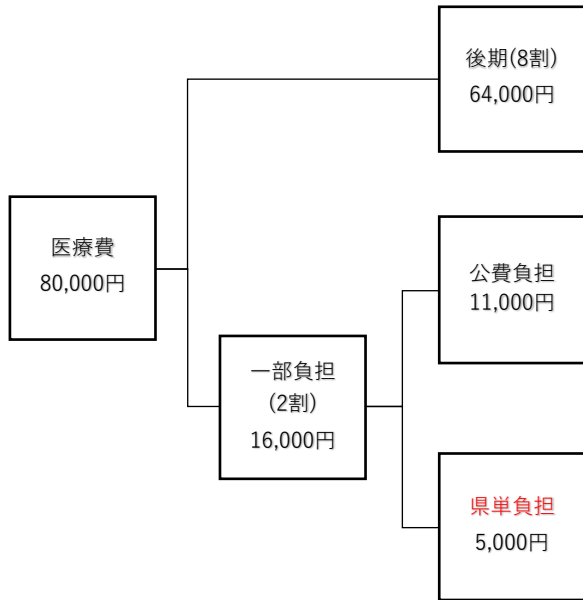 後期(8割)
64,000円
医療費
80,000円
公費負担
11,000円
一部負担
(2割)
16,000円
県単負担
5,000円